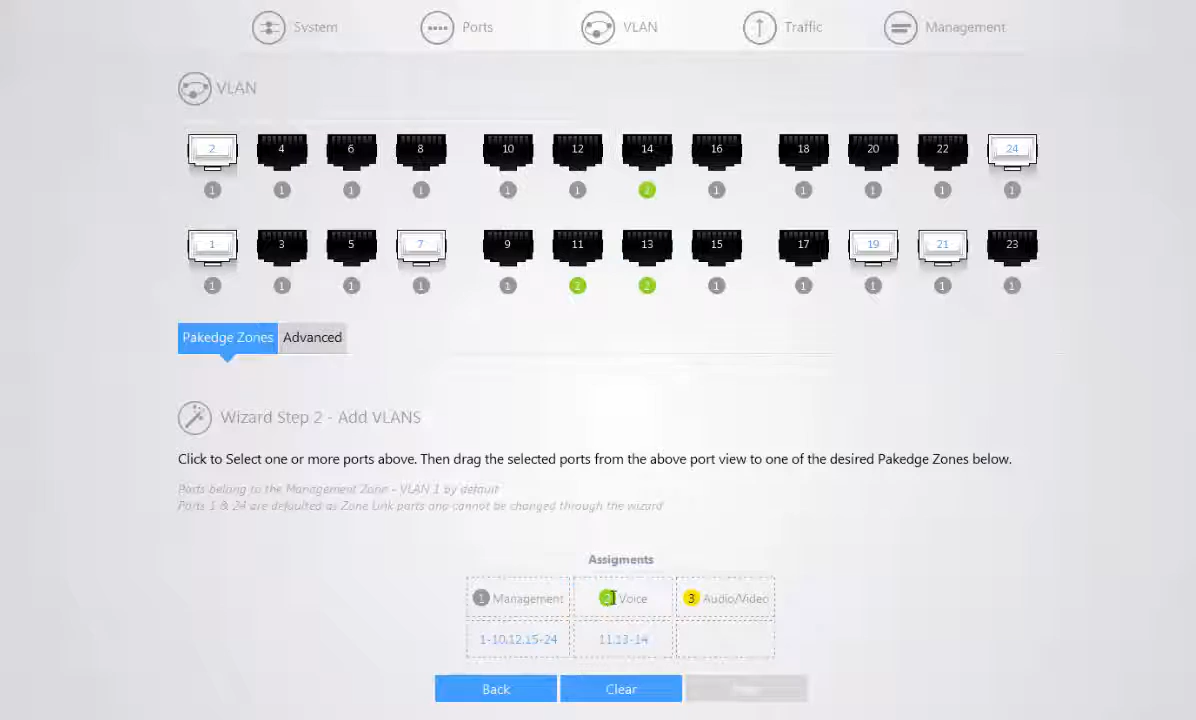 System Ports VLAN Traffic Management
VLAN
2 4 6 8 10 12 14 16 18 20 22 24
1 1 1 1 1 1 2 1 1 1 1 1
1 3 5 7 9 11 13 15 17 19 21 23
1 1 1 1 1 2 2 1 1 1 1 1
Pakedge Zones Advanced
Wizard Step 2 - Add VLANS
Click to Select one or more ports above. Then drag the selected ports from the above port view to one of the desired Pakedge Zones below.
Ports belong to the Management Zone - VLAN 1 by default
Ports 1 & 24 are defaulted as Zone Link ports and cannot be changed through the wizard
Assigments
1 Management 2 Voice 3 Audio/Video
1-10,12,15-24 11,13-14
Back Clear